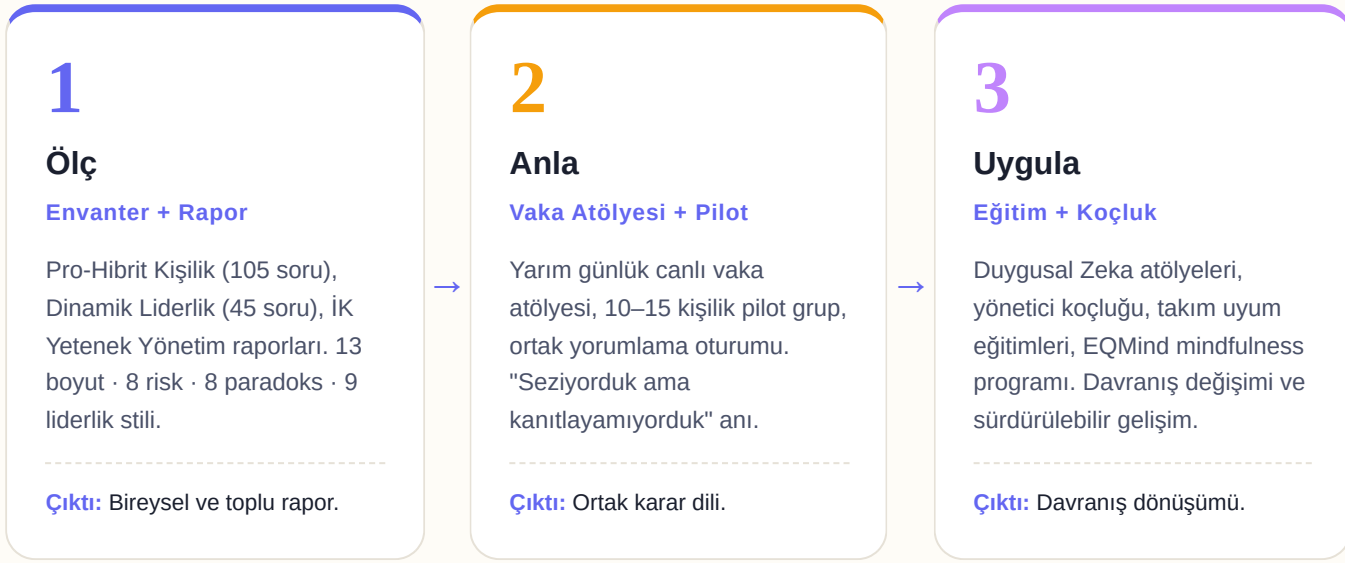 1
Ölç
Envanter + Rapor
Pro-Hibrit Kişilik (105 soru),
Dinamik Liderlik (45 soru), İK
Yetenek Yönetim raporları. 13
boyut · 8 risk · 8 paradoks · 9
liderlik stili.
Çıktı: Bireysel ve toplu rapor.
→
2
Anla
Vaka Atölyesi + Pilot
Yarım günlük canlı vaka
atölyesi, 10–15 kişilik pilot grup,
ortak yorumlama oturumu.
"Seziyorduk ama
kanıtlayamıyorduk" anı.
Çıktı: Ortak karar dili.
→
3
Uygula
Eğitim + Koçluk
Duygusal Zeka atölyeleri,
yönetici koçluğu, takım uyum
eğitimleri, EQMind mindfulness
programı. Davranış değişimi ve
sürdürülebilir gelişim.
Çıktı: Davranış dönüşümü.